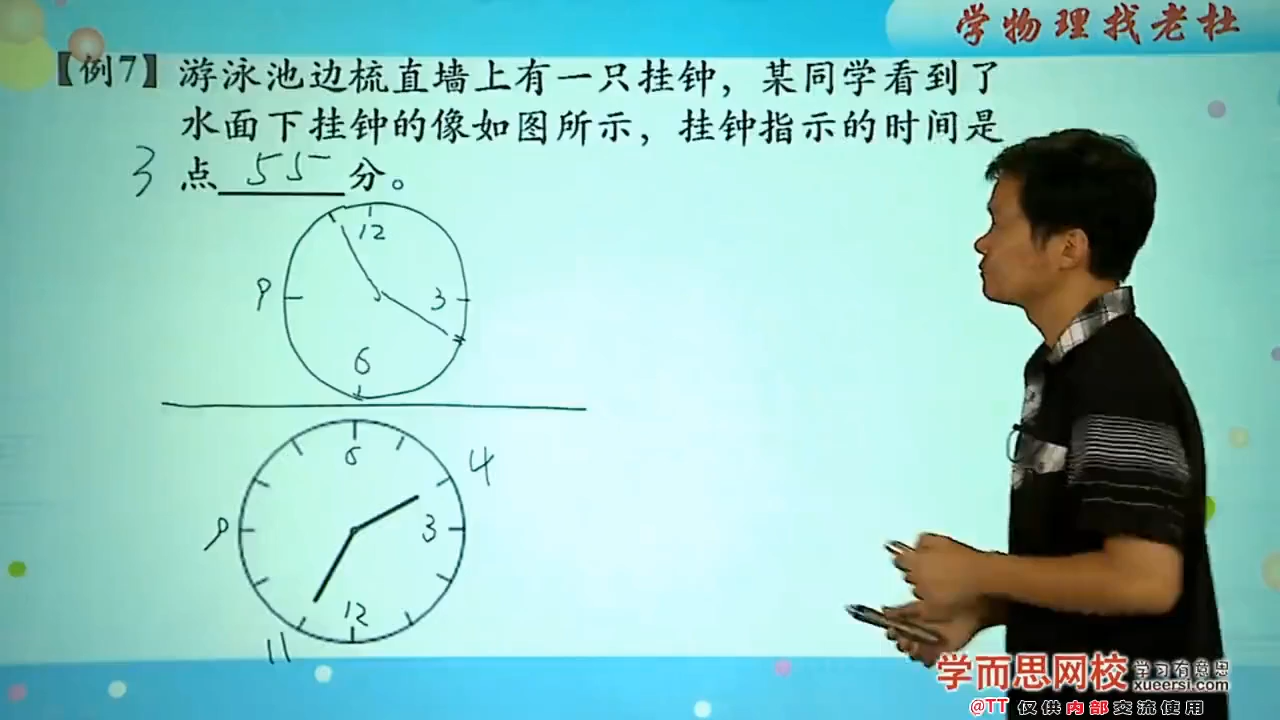 学物理找老杜
【例7】游泳池边梳直墙上有一只挂钟，某同学看到了
水面下挂钟的像如图所示，挂钟指示的时间是
3 点 55 分。
12
9 3
6
6
4
9 3
12
11
学而思网校 学习有意思
xueersi.com
@TT 仅供内部交流使用